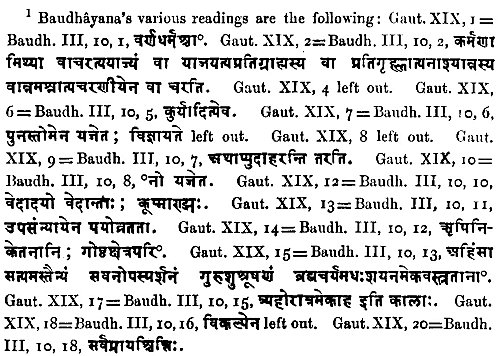 ¹ Baudhâyana's various readings are the following: Gaut. XIX, 1=
Baudh. III, 10, 1, वर्णधर्मश्चा°. Gaut. XIX, 2=Baudh. III, 10, 2, कर्मणा
मिथ्या वाचरत्ययाज्यं वा याजयत्यप्रतिग्राह्यस्य वा प्रतिगृह्णात्यनाश्यान्नस्य
वान्नमश्नात्यचरणीयेन वा चरति. Gaut. XIX, 4 left out. Gaut. XIX,
6=Baudh. III, 10, 5, कुर्यादित्येव. Gaut. XIX, 7=Baudh. III, 10, 6,
पुनस्तोमेन यजेत; विज्ञायते left out. Gaut. XIX, 8 left out. Gaut.
XIX, 9=Baudh. III, 10, 7, अथाप्युदाहरन्ति तरति. Gaut. XIX, 10=
Baudh. III, 10, 8, °नो यजेत. Gaut. XIX, 12=Baudh. III, 10, 10,
वेदादयो वेदान्ताः; कूष्माण्ड्यः. Gaut. XIX, 13=Baudh. III, 10, 11,
उपसंन्यायेन पयोव्रतता. Gaut. XIX, 14=Baudh. III, 10, 12, ऋषिनि-
केतनानि; गोष्ठक्षेत्रपरि°. Gaut. XIX, 15=Baudh. III, 10, 13, अहिंसा
सत्यमस्तैन्यं सवनोपस्पर्शनं गुरुशुश्रूषणं ब्रह्मचर्यमधःशयनमेकवस्त्रताना°.
Gaut. XIX, 17=Baudh. III, 10, 15, त्र्यहोरात्रमेकाह इति कालाः. Gaut.
XIX, 18=Baudh. III, 10, 16, विकल्पेन left out. Gaut. XIX, 20=Baudh.
III, 10, 18, सर्वप्रायश्चित्तिः.